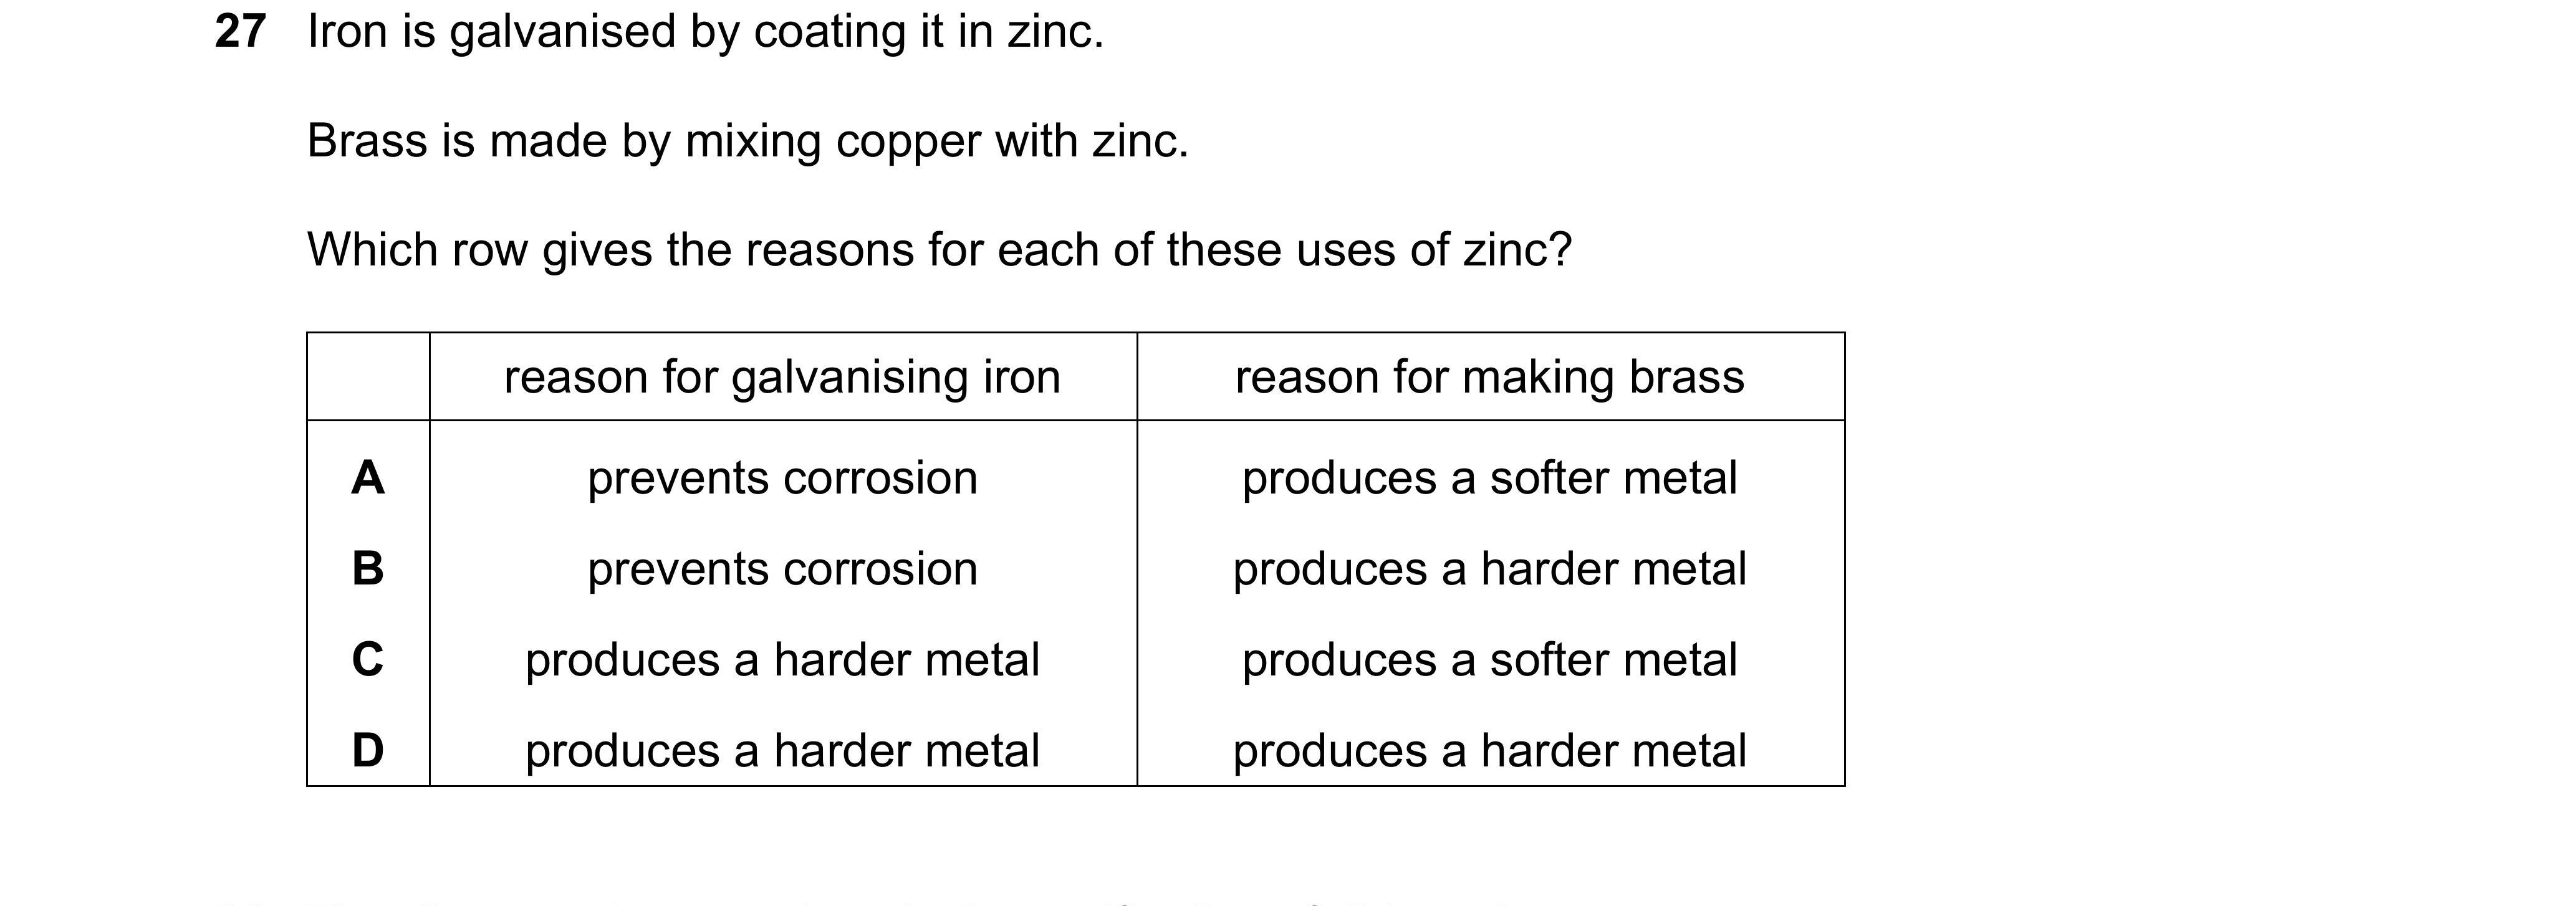 27 Iron is galvanised by coating it in zinc.
Brass is made by mixing copper with zinc.
Which row gives the reasons for each of these uses of zinc?
reason for galvanising iron reason for making brass
A prevents corrosion produces a softer metal
B prevents corrosion produces a harder metal
C produces a harder metal produces a softer metal
D produces a harder metal produces a harder metal